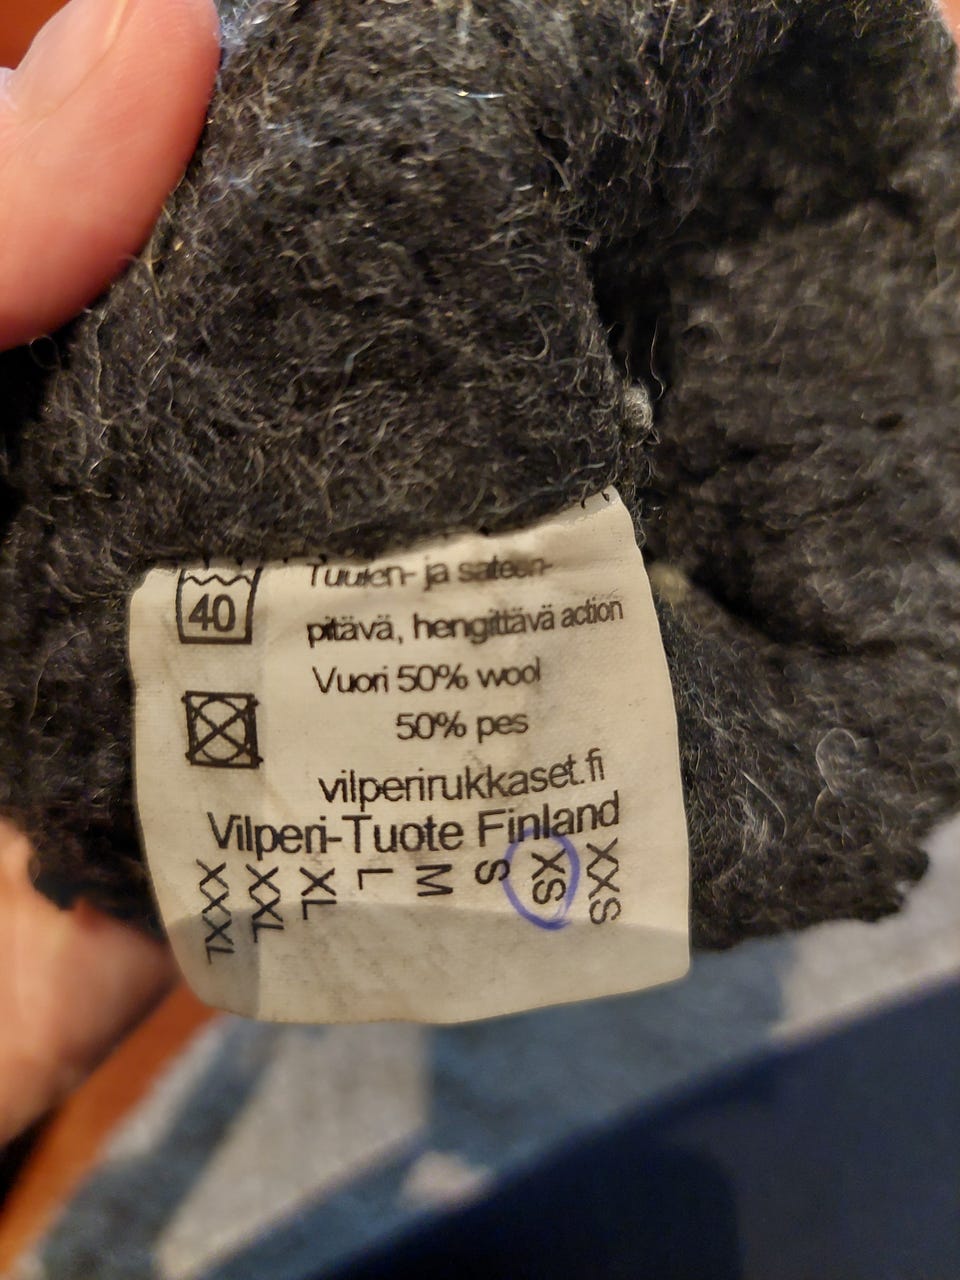 40
Tuulen- ja sateen-
pitävä, hengittävä action
Vuori 50% wool
50% pes
vilperirukkaset.fi
Vilperi-Tuote Finland
XXXL XXL XL L M S XS XXS